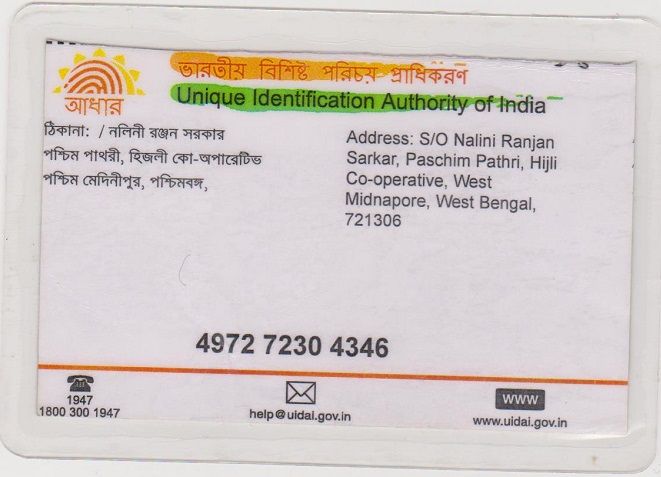 ভারতীয় বিশিষ্ট পরিচয় প্রাধিকরণ
Unique Identification Authority of India
আধার
ঠিকানা: / নলিনী রঞ্জন সরকার
পশ্চিম পাথরী, হিজলী কো-অপারেটিভ
পশ্চিম মেদিনীপুর, পশ্চিমবঙ্গ,
Address: S/O Nalini Ranjan
Sarkar, Paschim Pathri, Hijli
Co-operative, West
Midnapore, West Bengal,
721306
4972 7230 4346
1947
1800 300 1947
help@uidai.gov.in
WWW
www.uidai.gov.in